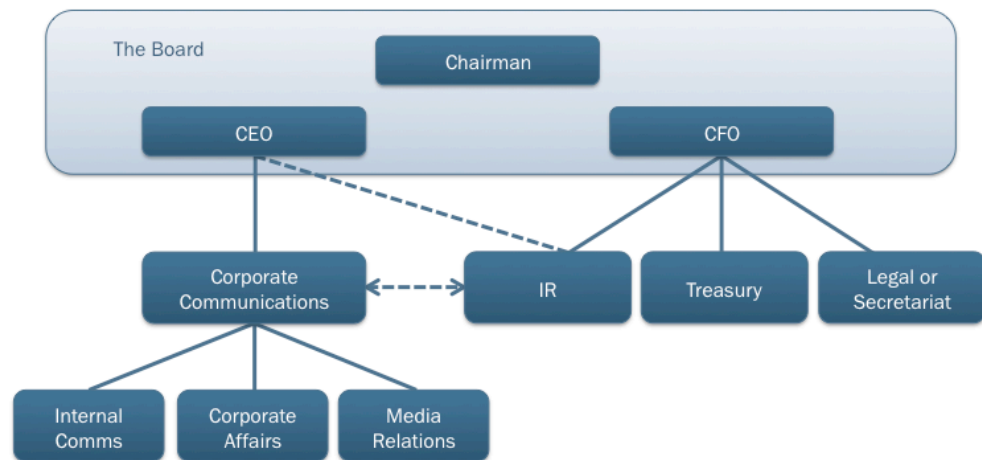 The Board
Chairman
CEO
CFO
Corporate
Communications
IR
Treasury
Legal or
Secretariat
Internal
Comms
Corporate
Affairs
Media
Relations